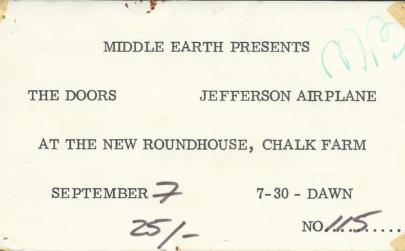 MIDDLE EARTH PRESENTS
THE DOORS JEFFERSON AIRPLANE
AT THE NEW ROUNDHOUSE, CHALK FARM
SEPTEMBER 7 7-30 - DAWN
25/- NO.115.........